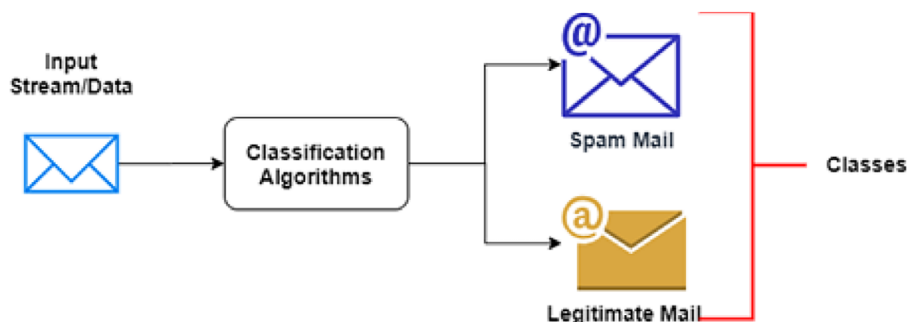 Input
Stream/Data
Classification
Algorithms
@
Spam Mail
@
Legitimate Mail
Classes